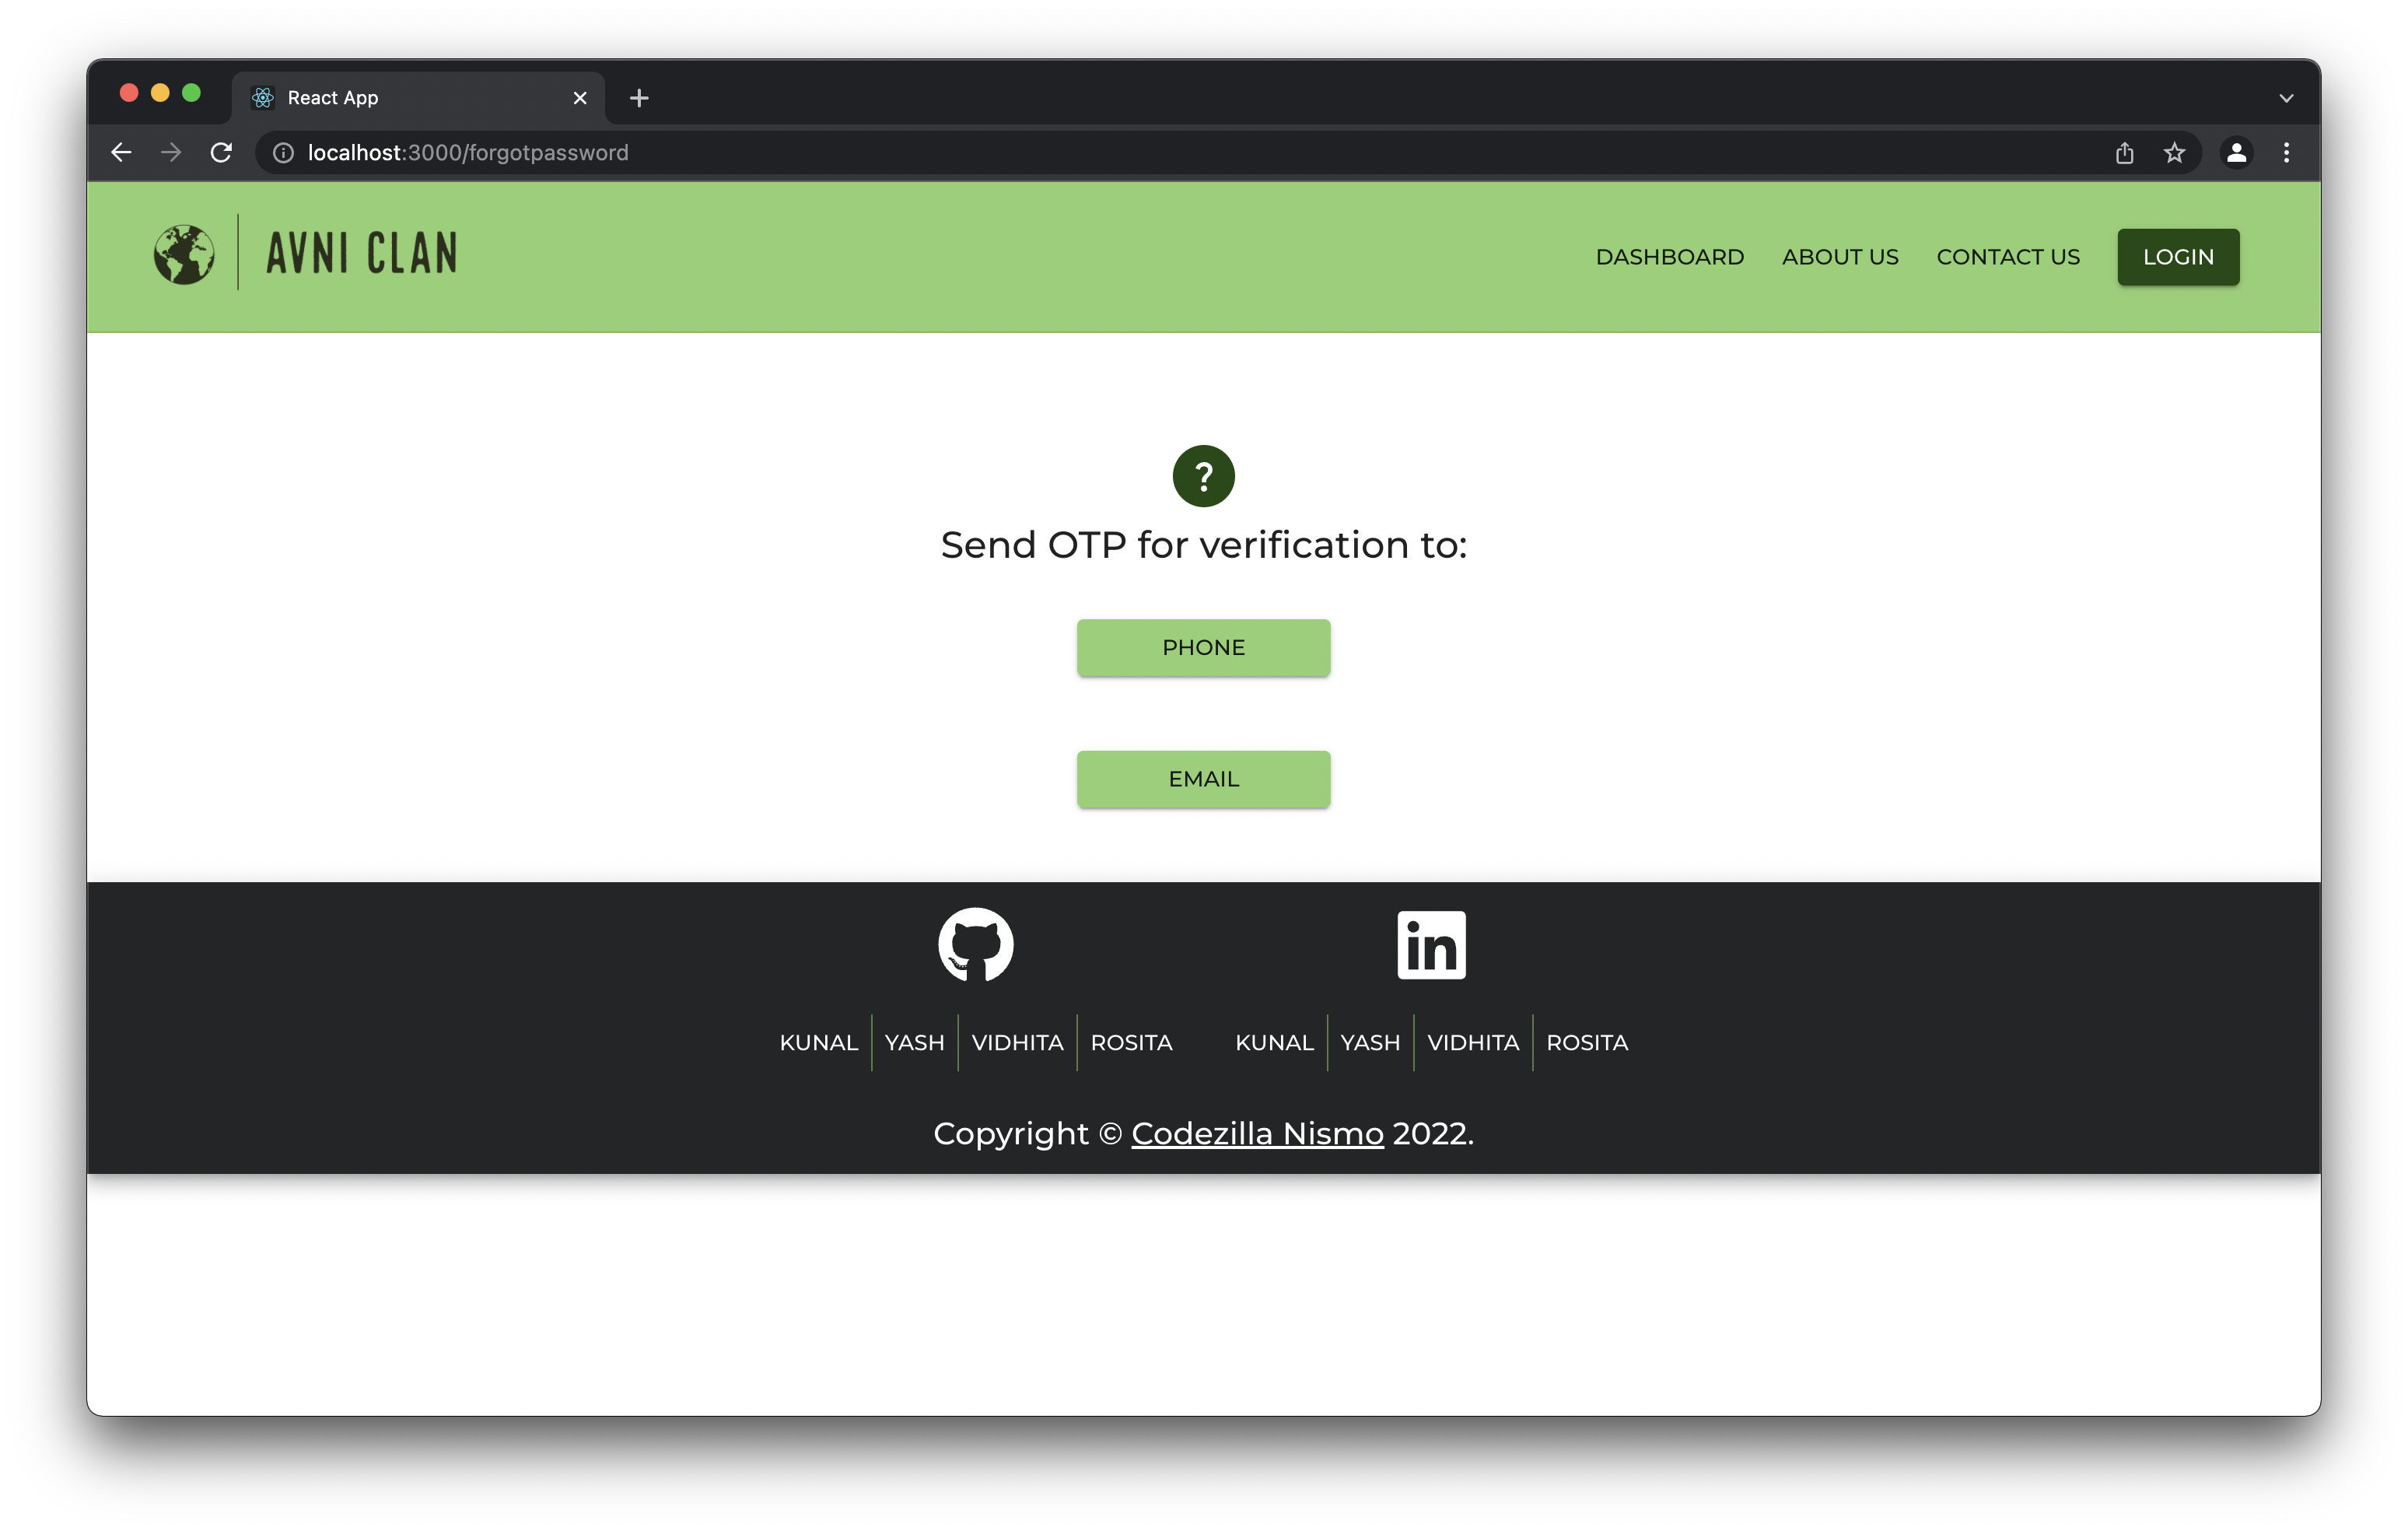 React App
localhost:3000/forgotpassword
AVNI CLAN
DASHBOARD ABOUT US CONTACT US LOGIN
?
Send OTP for verification to:
PHONE
EMAIL
in
KUNAL YASH VIDHITA ROSITA KUNAL YASH VIDHITA ROSITA
Copyright © Codezilla Nismo 2022.